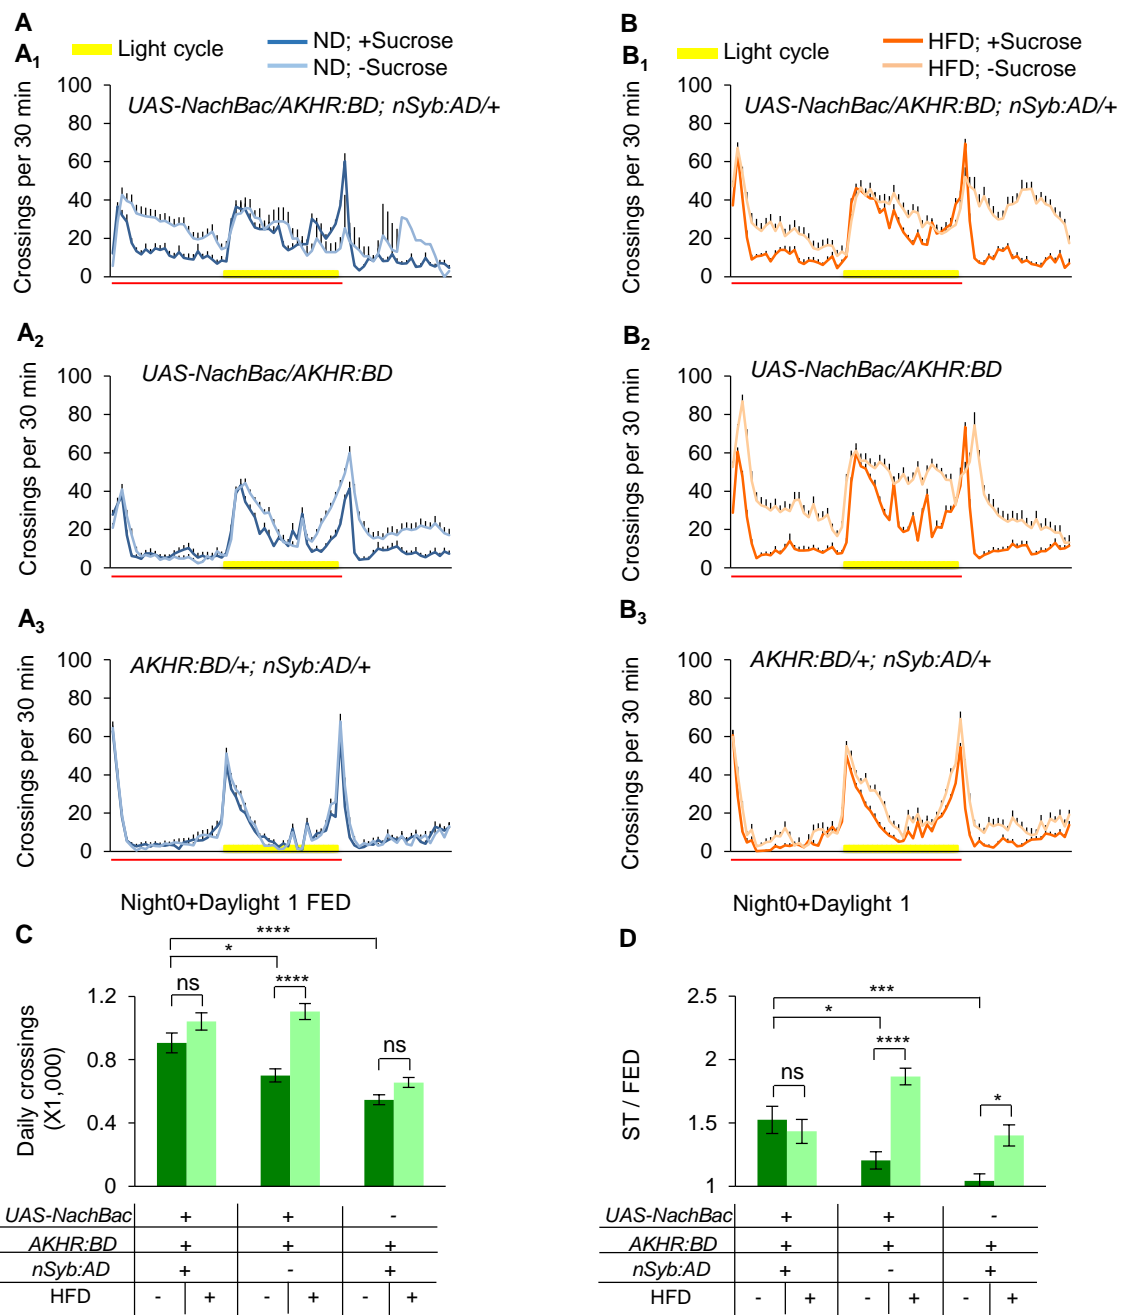 A
A1
Light cycle
ND; +Sucrose
ND; -Sucrose
Crossings per 30 min
100
80
60
40
20
0
UAS-NachBac/AKHR:BD; nSyb:AD/+
B
B1
Light cycle
HFD; +Sucrose
HFD; -Sucrose
Crossings per 30 min
100
80
60
40
20
0
UAS-NachBac/AKHR:BD; nSyb:AD/+
A2
Crossings per 30 min
100
80
60
40
20
0
UAS-NachBac/AKHR:BD
B2
Crossings per 30 min
100
80
60
40
20
0
UAS-NachBac/AKHR:BD
A3
Crossings per 30 min
100
80
60
40
20
0
AKHR:BD/+; nSyb:AD/+
B3
Crossings per 30 min
100
80
60
40
20
0
AKHR:BD/+; nSyb:AD/+
Night0+Daylight 1 FED
C
****
*
ns
****
ns
Daily crossings
(X1,000)
1.2
0.8
0.4
0
UAS-NachBac + + -
AKHR:BD + + +
nSyb:AD + - +
HFD - + - + - +
Night0+Daylight 1
D
***
*
ns
****
*
ST / FED
2.5
2
1.5
1
UAS-NachBac + + -
AKHR:BD + + +
nSyb:AD + - +
HFD - + - + - +